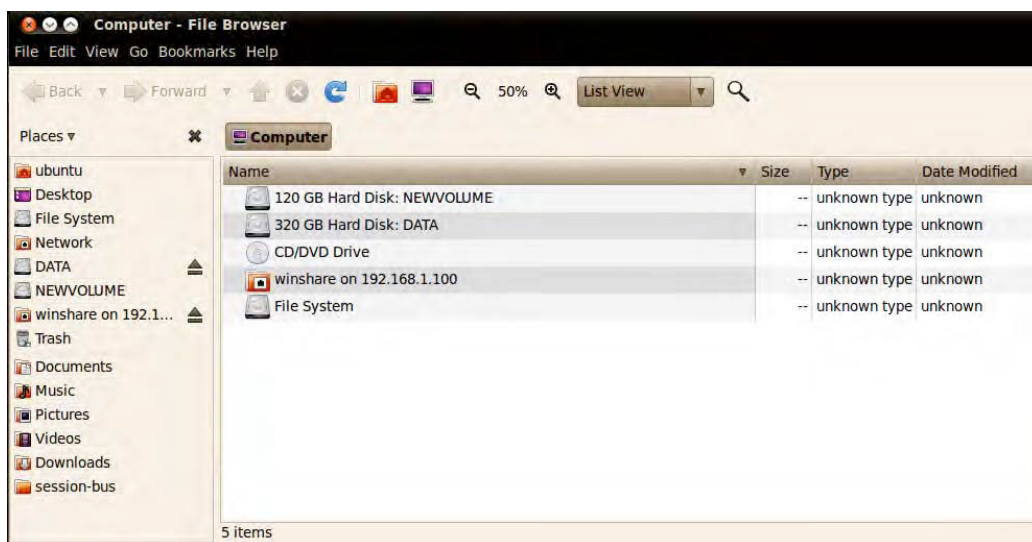 Computer - File Browser
File Edit View Go Bookmarks Help
Back Forward 50% List View
Places
ubuntu
Desktop
File System
Network
DATA
NEWVOLUME
winshare on 192.1...
Trash
Documents
Music
Pictures
Videos
Downloads
session-bus
Computer
Name Size Type Date Modified
120 GB Hard Disk: NEWVOLUME -- unknown type unknown
320 GB Hard Disk: DATA -- unknown type unknown
CD/DVD Drive -- unknown type unknown
winshare on 192.168.1.100 -- unknown type unknown
File System -- unknown type unknown
5 items